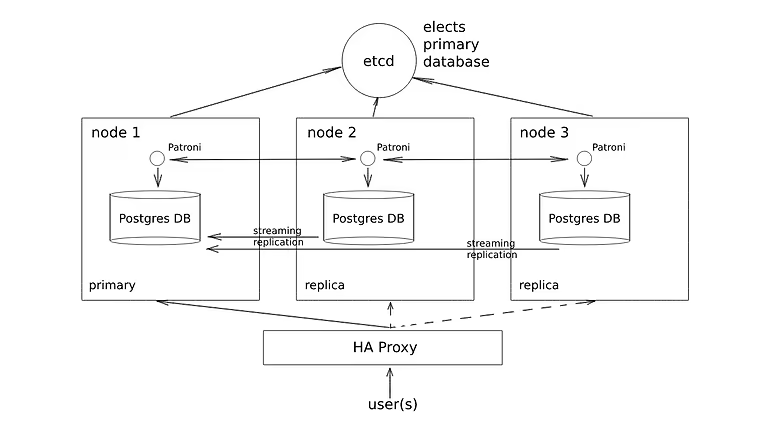 elects
primary
database
etcd
node 1
node 2
node 3
Patroni
Patroni
Patroni
Postgres DB
Postgres DB
Postgres DB
streaming
replication
streaming
replication
primary
replica
replica
HA Proxy
user(s)